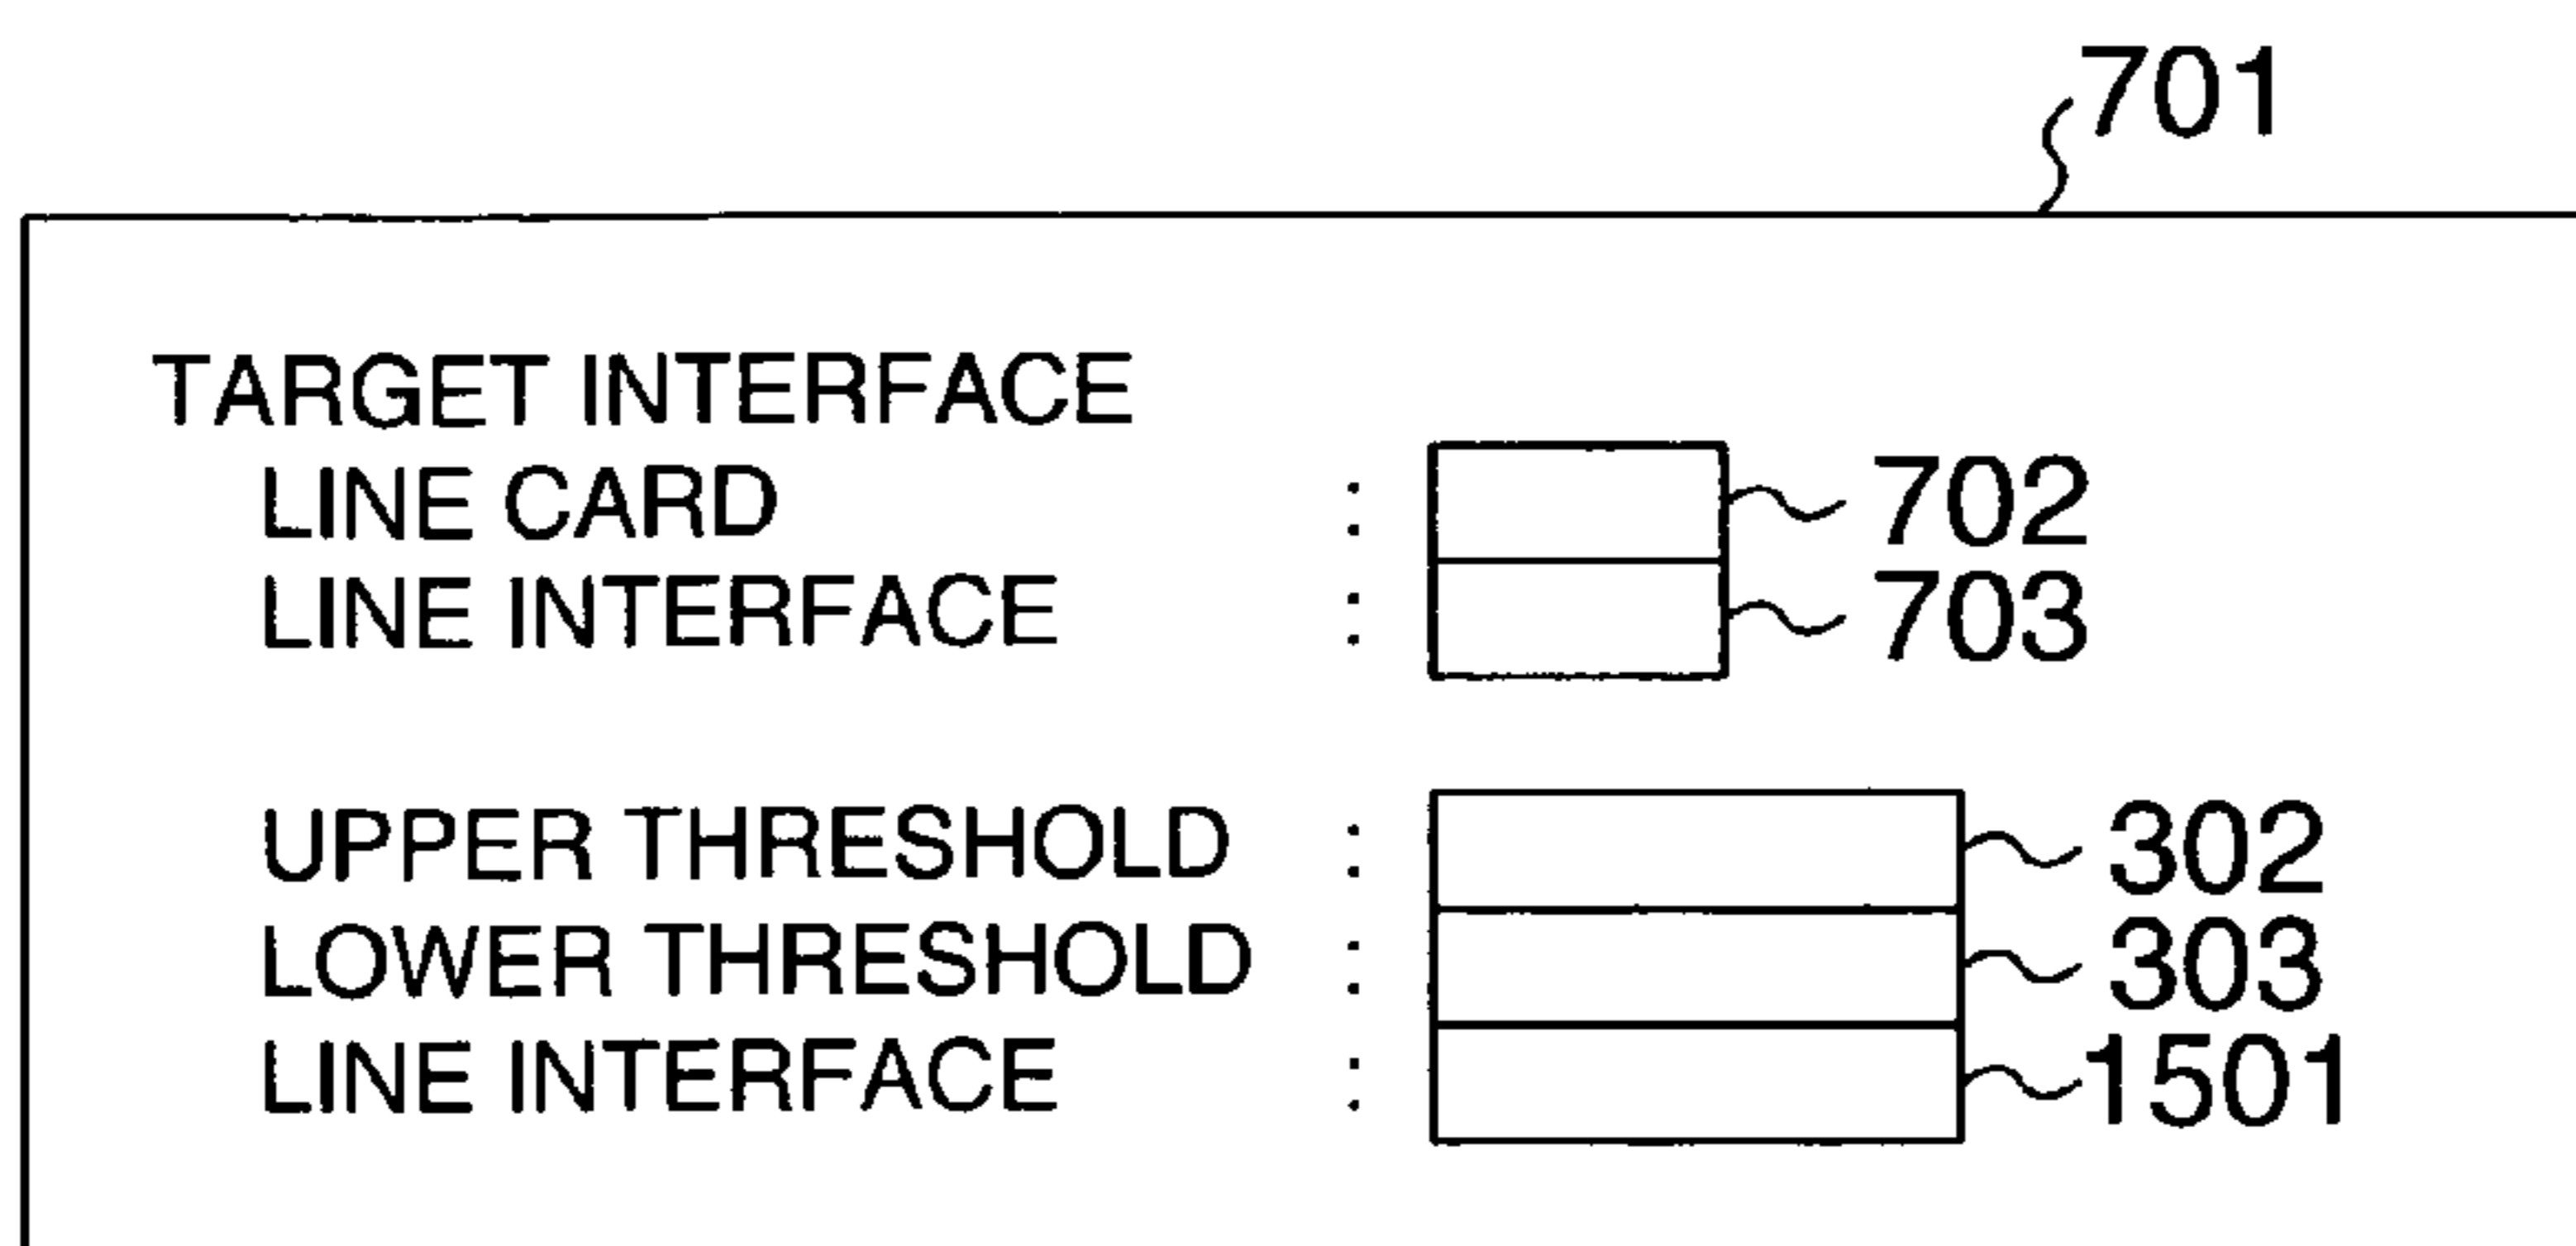 701
TARGET INTERFACE
LINE CARD : 702
LINE INTERFACE : 703
UPPER THRESHOLD : 302
LOWER THRESHOLD : 303
LINE INTERFACE : 1501